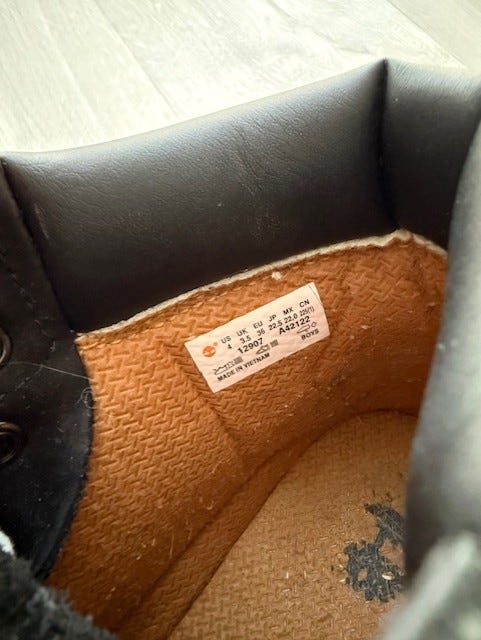 US UK EU JP MX CN
4 3.5 36 22.5 22.0 225(1)
12907 A42122
MADE IN VIETNAM BOYS